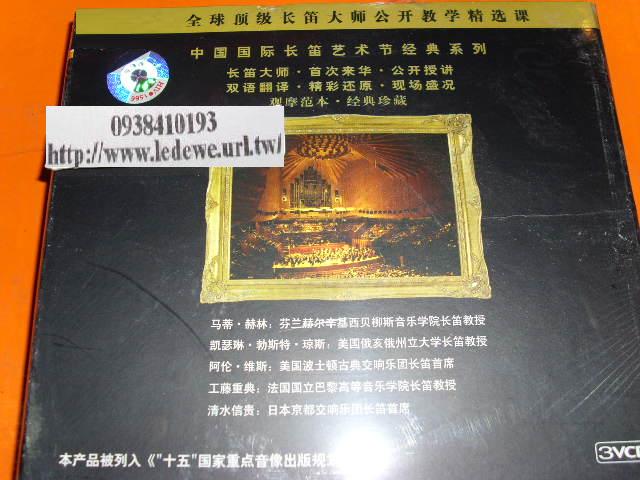 全球顶级长笛大师公开教学精选课
中国国际长笛艺术节经典系列
长笛大师·首次来华·公开授讲
双语翻译·精彩还原·现场盛况
观摩范本·经典珍藏
0938410193
http://www.ledewe.url.tw/
马蒂·赫林：芬兰赫尔辛基西贝柳斯音乐学院长笛教授
凯瑟琳·勃斯特·琼斯：美国俄亥俄州立大学长笛教授
阿伦·维斯：美国波士顿古典交响乐团长笛首席
工藤重典：法国国立巴黎高等音乐学院长笛教授
清水信贵：日本京都交响乐团长笛首席
本产品被列入《"十五"国家重点音像出版规
3VCD